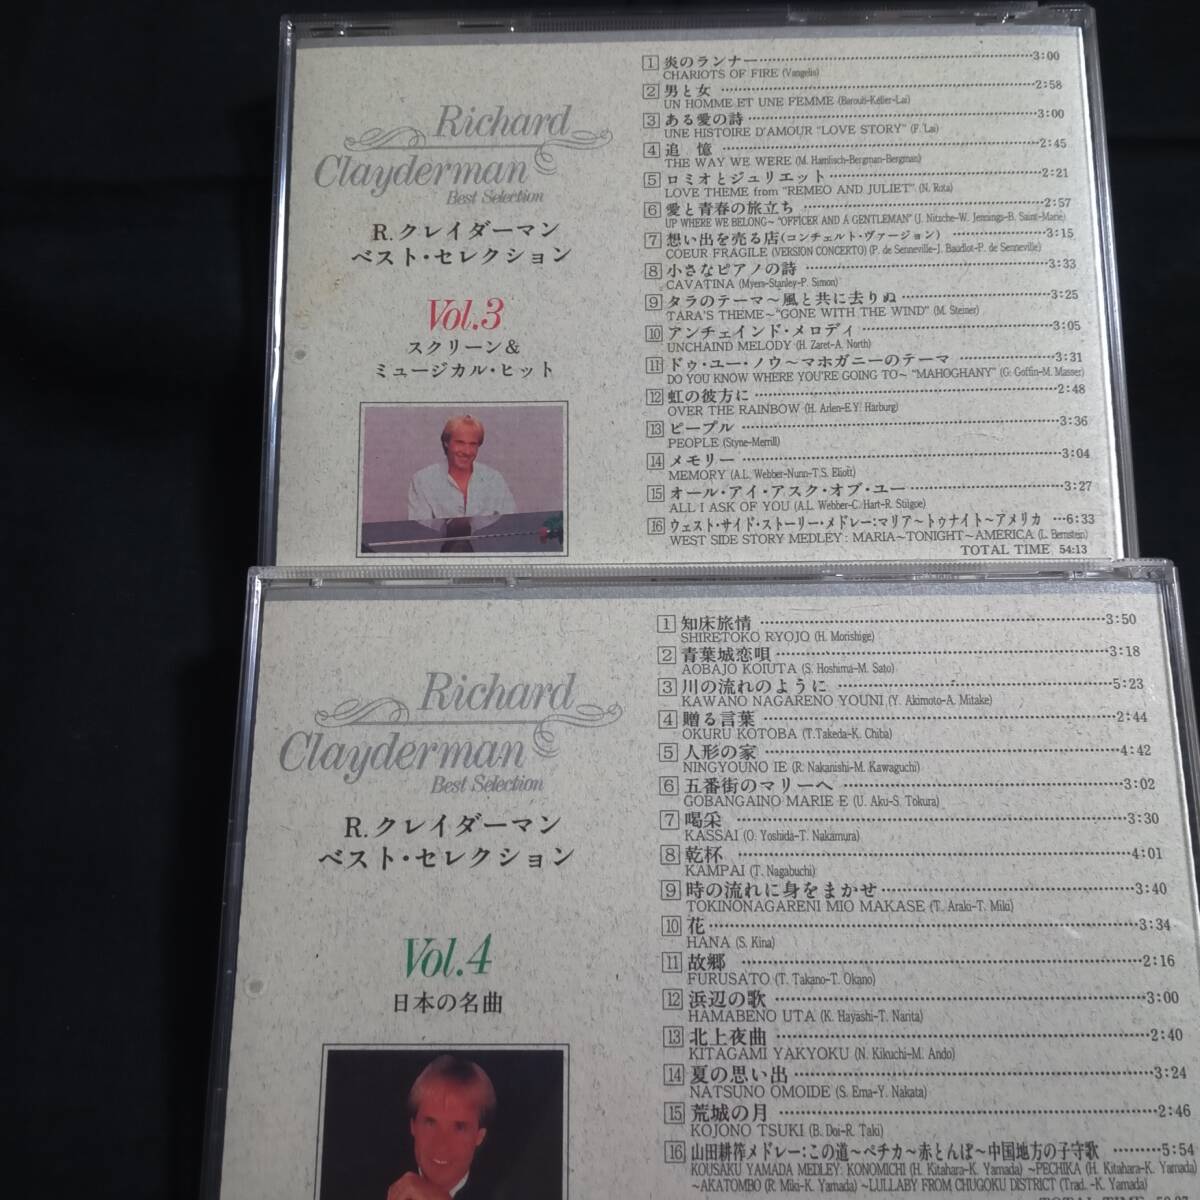 Richard
Clayderman
Best Selection
R.クレイダーマン
ベスト・セレクション
Vol.3
スクリーン＆
ミュージカル・ヒット
1 炎のランナー 3:00
CHARIOTS OF FIRE (Vangelis)
2 男と女 2:58
UN HOMME ET UNE FEMME (Barouh-Keller-Lai)
3 ある愛の詩 3:00
UNE HISTOIRE D'AMOUR "LOVE STORY" (F. Lai)
4 追憶 2:45
THE WAY WE WERE (M. Hamlisch-Bergman-Bergman)
5 ロミオとジュリエット 2:21
LOVE THEME from "REMEO AND JULIET" (N. Rota)
6 愛と青春の旅立ち 2:57
UP WHERE WE BELONG～"OFFICER AND A GENTLEMAN" (J. Nitzche-W. Jennings-B. Saint-Marie)
7 想い出を売る店(コンチェルト・ヴァージョン) 3:15
COEUR FRAGILE (VERSION CONCERTO) (P. de Senneville-J. Baudlot-P. de Senneville)
8 小さなピアノの詩 3:33
CAVATINA (Myers-Stanley-P. Simon)
9 タラのテーマ～風と共に去りぬ 3:25
TARA'S THEME～"GONE WITH THE WIND" (M. Steiner)
10 アンチェインド・メロディ 3:05
UNCHAIND MELODY (H. Zaret-A. North)
11 ドゥ・ユー・ノウ～マホガニーのテーマ 3:31
DO YOU KNOW WHERE YOU'RE GOING TO～"MAHOGHANY" (G. Goffin-M. Masser)
12 虹の彼方に 2:48
OVER THE RAINBOW (H. Arlen-E.Y. Harburg)
13 ピープル 3:36
PEOPLE (Styne-Merrill)
14 メモリー 3:04
MEMORY (A.L. Webber-Nunn-T.S. Eliott)
15 オール・アイ・アスク・オブ・ユー 3:27
ALL I ASK OF YOU (A.L. Webber-C. Hart-R. Stilgoe)
16 ウェスト・サイド・ストーリー・メドレー：マリア～トゥナイト～アメリカ 6:33
WEST SIDE STORY MEDLEY : MARIA～TONIGHT～AMERICA (L. Bernstein)
TOTAL TIME 54:13
Richard
Clayderman
Best Selection
R.クレイダーマン
ベスト・セレクション
Vol.4
日本の名曲
1 知床旅情 3:50
SHIRETOKO RYOJO (H. Morishige)
2 青葉城恋唄 3:18
AOBAJO KOIUTA (S. Hoshima-M. Sato)
3 川の流れのように 5:23
KAWANO NAGARENO YOUNI (Y. Akimoto-A. Mitake)
4 贈る言葉 2:44
OKURU KOTOBA (T.Takeda-K. Chiba)
5 人形の家 4:42
NINGYOUNO IE (R. Nakanishi-M. Kawaguchi)
6 五番街のマリーへ 3:02
GOBANGAINO MARIE E (U. Aku-S. Tokura)
7 喝采 3:30
KASSAI (O. Yoshida-T. Nakamura)
8 乾杯 4:01
KAMPAI (T. Nagabuchi)
9 時の流れに身をまかせ 3:40
TOKINONAGARENI MIO MAKASE (T. Araki-T. Miki)
10 花 3:34
HANA (S. Kina)
11 故郷 2:16
FURUSATO (T. Takano-T. Okano)
12 浜辺の歌 3:00
HAMABENO UTA (K. Hayashi-T. Narita)
13 北上夜曲 2:40
KITAGAMI YAKYOKU (N. Kikuchi-M. Ando)
14 夏の思い出 3:24
NATSUNO OMOIDE (S. Ema-Y. Nakata)
15 荒城の月 2:46
KOJONO TSUKI (B. Doi-R. Taki)
16 山田耕筰メドレー：この道～ペチカ～赤とんぼ～中国地方の子守歌 5:54
KOUSAKU YAMADA MEDLEY: KONOMICHI (H. Kitahara-K. Yamada) ～PECHIKA (H. Kitahara-K. Yamada)
～AKATOMBO (R. Miki-K. Yamada) ～LULLABY FROM CHUGOKU DISTRICT (Trad.-K. Yamada)